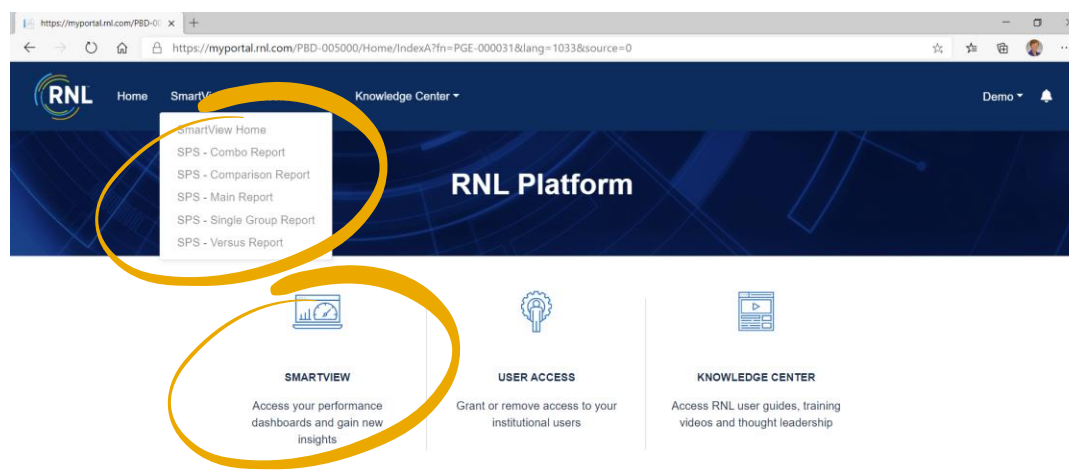 https://myportal.rnl.com/PBD-00
https://myportal.rnl.com/PBD-005000/Home/IndexA?fn=PGE-000031&lang=1033&source=0
RNL Home Knowledge Center Demo
SmartView Home
SPS - Combo Report
SPS - Comparison Report
SPS - Main Report
SPS - Single Group Report
SPS - Versus Report
RNL Platform
SMARTVIEW
Access your performance
dashboards and gain new
insights
USER ACCESS
Grant or remove access to your
institutional users
KNOWLEDGE CENTER
Access RNL user guides, training
videos and thought leadership